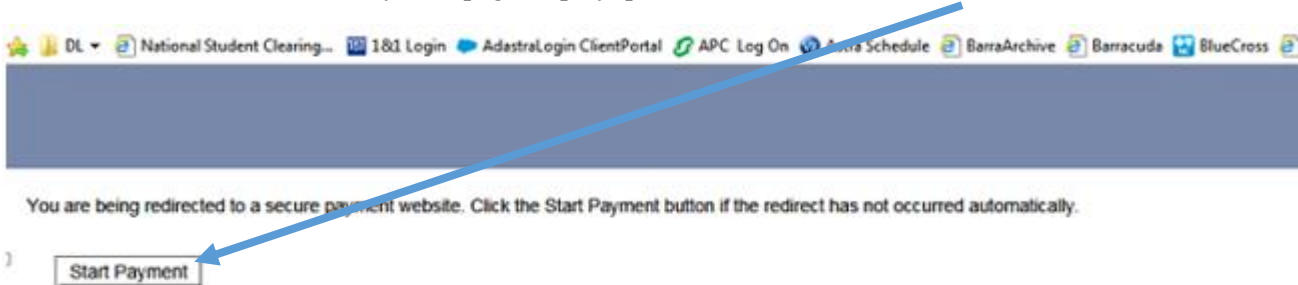 DL National Student Clearing... 1&1 Login AdastraLogin ClientPortal APC Log On Schedule BarraArchive Barracuda BlueCross
You are being redirected to a secure payment website. Click the Start Payment button if the redirect has not occurred automatically.
Start Payment